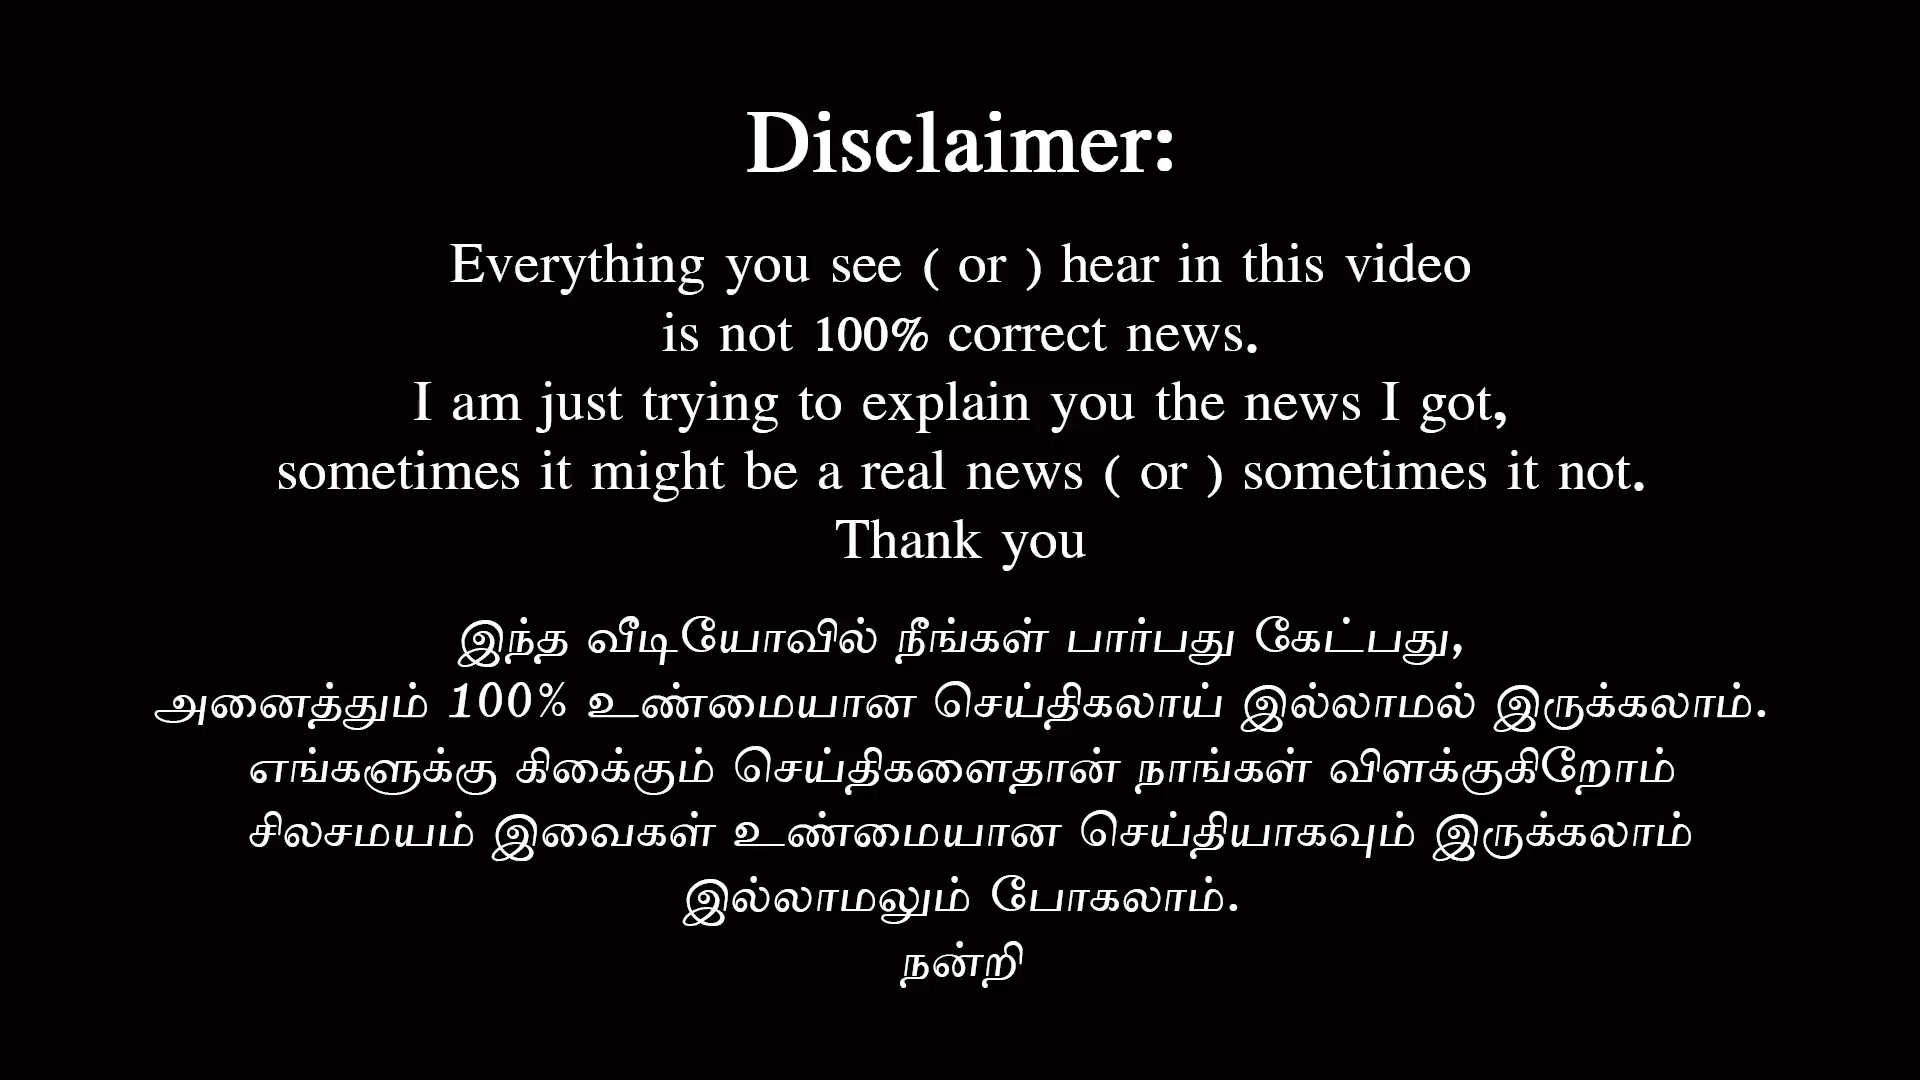 Disclaimer:
Everything you see ( or ) hear in this video
is not 100% correct news.
I am just trying to explain you the news I got,
sometimes it might be a real news ( or ) sometimes it not.
Thank you
இந்த வீடியோவில் நீங்கள் பார்பது கேட்பது,
அனைத்தும் 100% உண்மையான செய்திகலாய் இல்லாமல் இருக்கலாம்.
எங்களுக்கு கிகை்கும் செய்திகளைதான் நாங்கள் விளக்குகிறோம்
சிலசமயம் இவைகள் உண்மையான செய்தியாகவும் இருக்கலாம்
இல்லாமலும் போகலாம்.
நன்றி